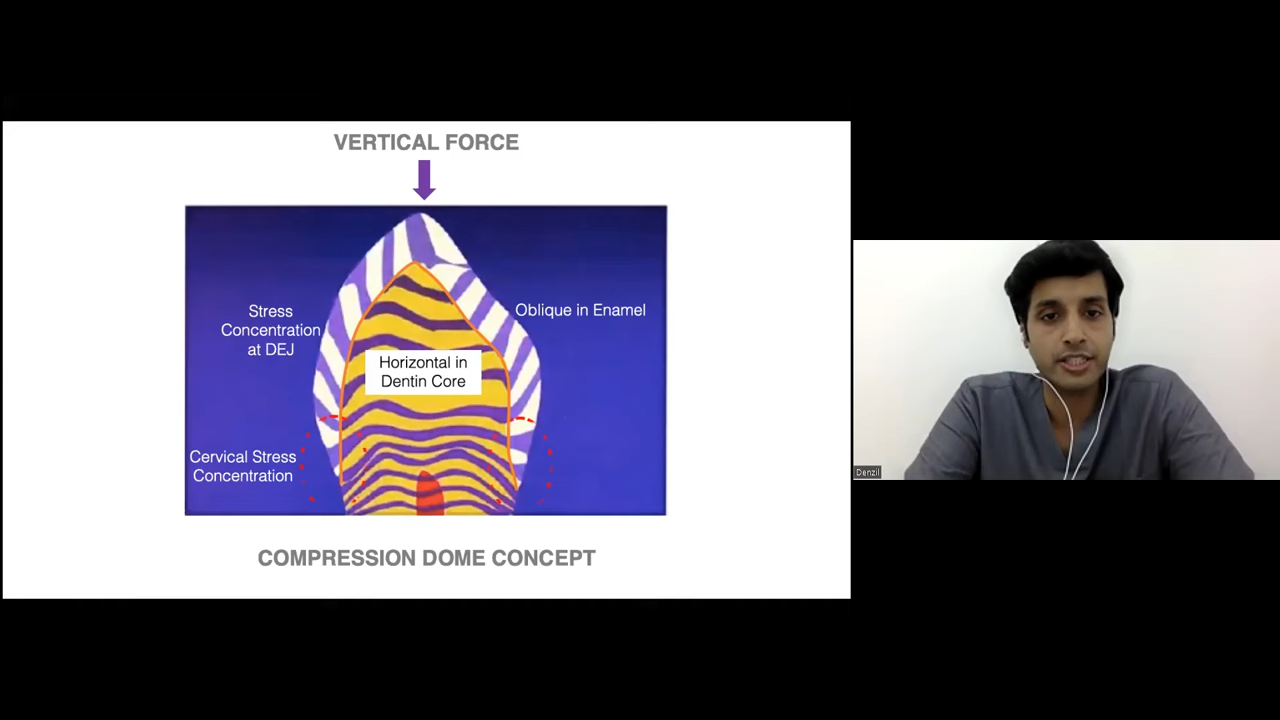 VERTICAL FORCE
Stress
Concentration
at DEJ
Oblique in Enamel
Horizontal in
Dentin Core
Cervical Stress
Concentration
COMPRESSION DOME CONCEPT
Denzil